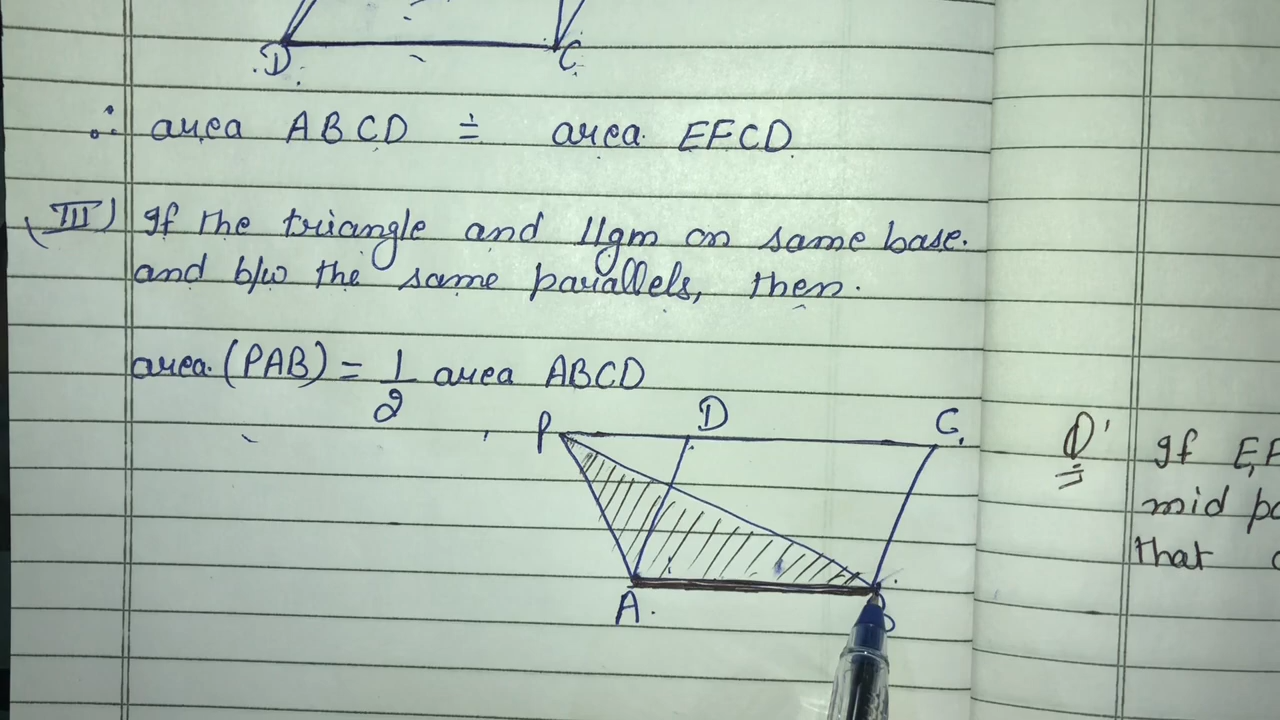 D C
∴ area ABCD = area EFCD
(III) If the triangle and ||gm on same base.
and b/w the same parallels, then.
area (PAB) = 1/2 area ABCD
P D C
A B
Q' If E,F
mid
that